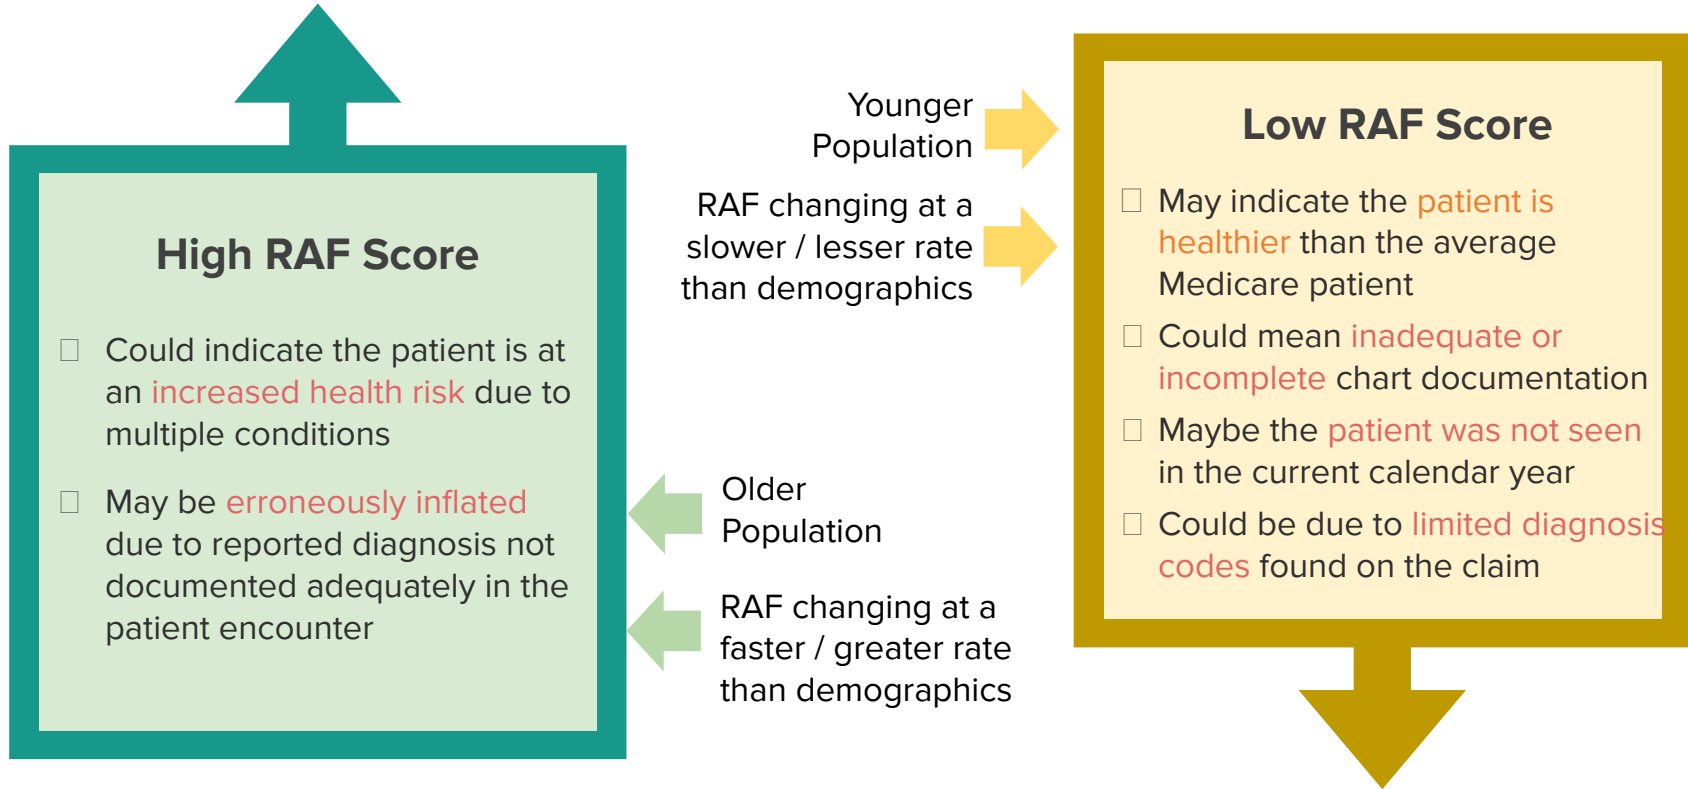 High RAF Score
Could indicate the patient is at
an increased health risk due to
multiple conditions
May be erroneously inflated
due to reported diagnosis not
documented adequately in the
patient encounter
Younger
Population
RAF changing at a
slower / lesser rate
than demographics
Older
Population
RAF changing at a
faster / greater rate
than demographics
Low RAF Score
May indicate the patient is
healthier than the average
Medicare patient
Could mean inadequate or
incomplete chart documentation
Maybe the patient was not seen
in the current calendar year
Could be due to limited diagnosis
codes found on the claim